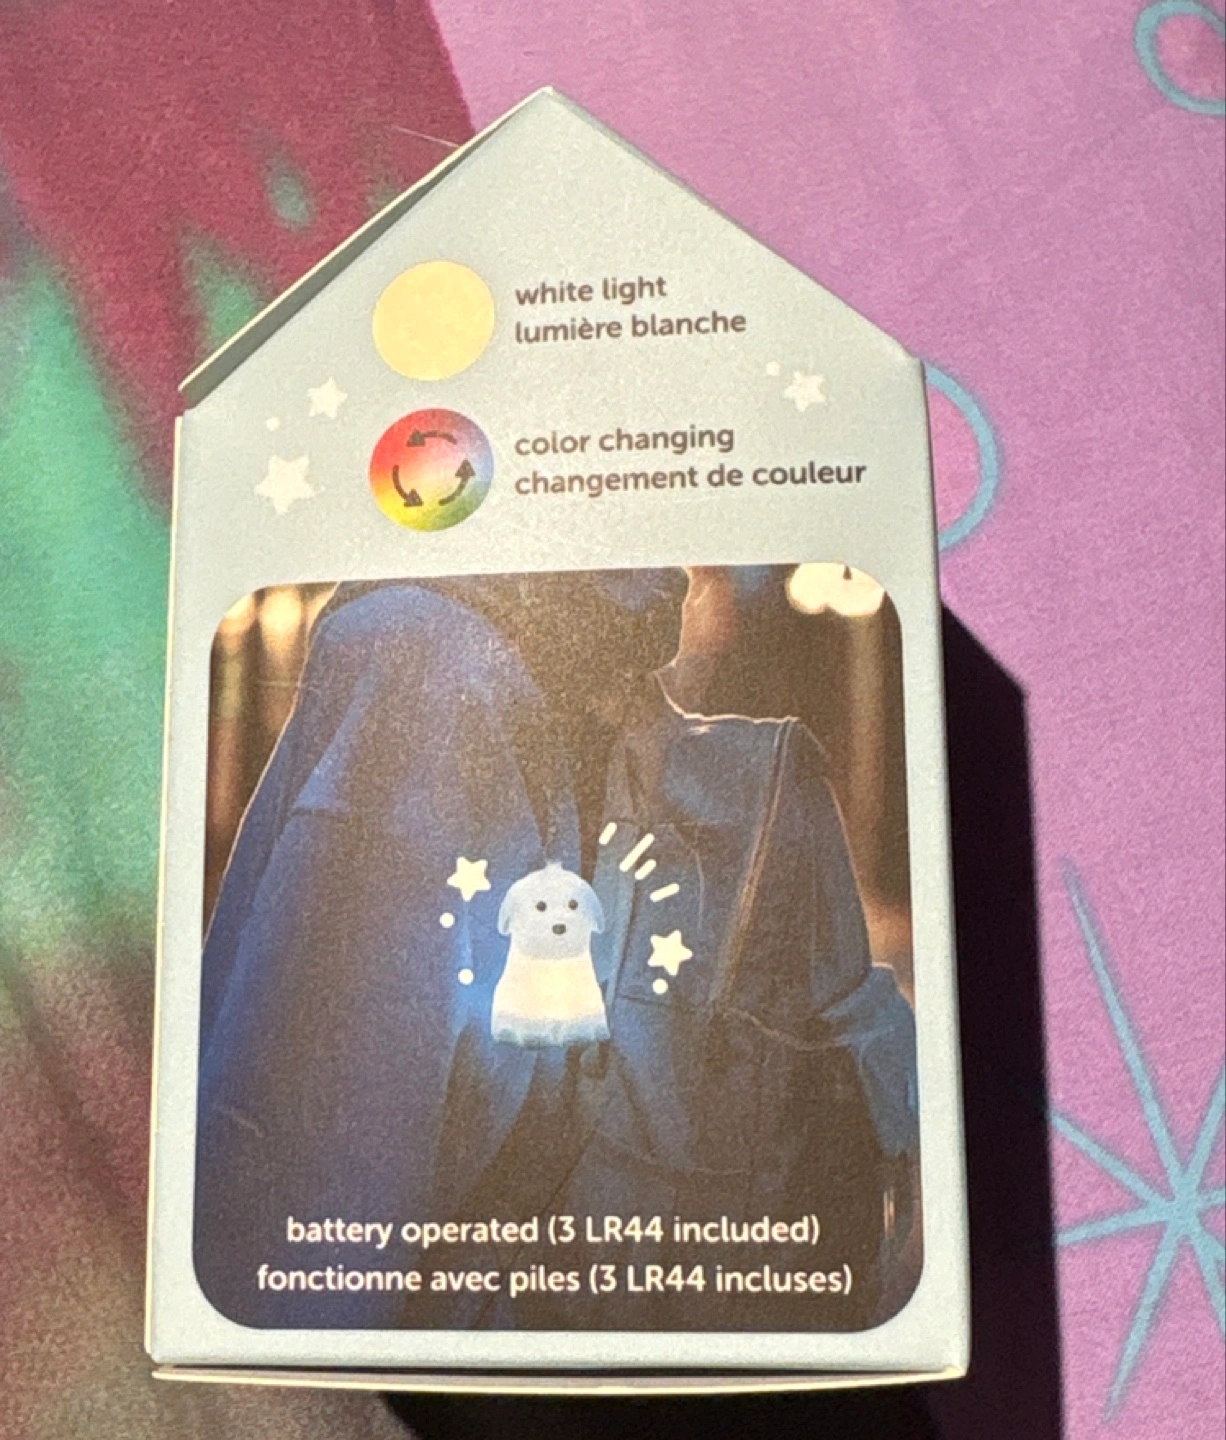 white light
lumière blanche
color changing
changement de couleur
battery operated (3 LR44 included)
fonctionne avec piles (3 LR44 incluses)